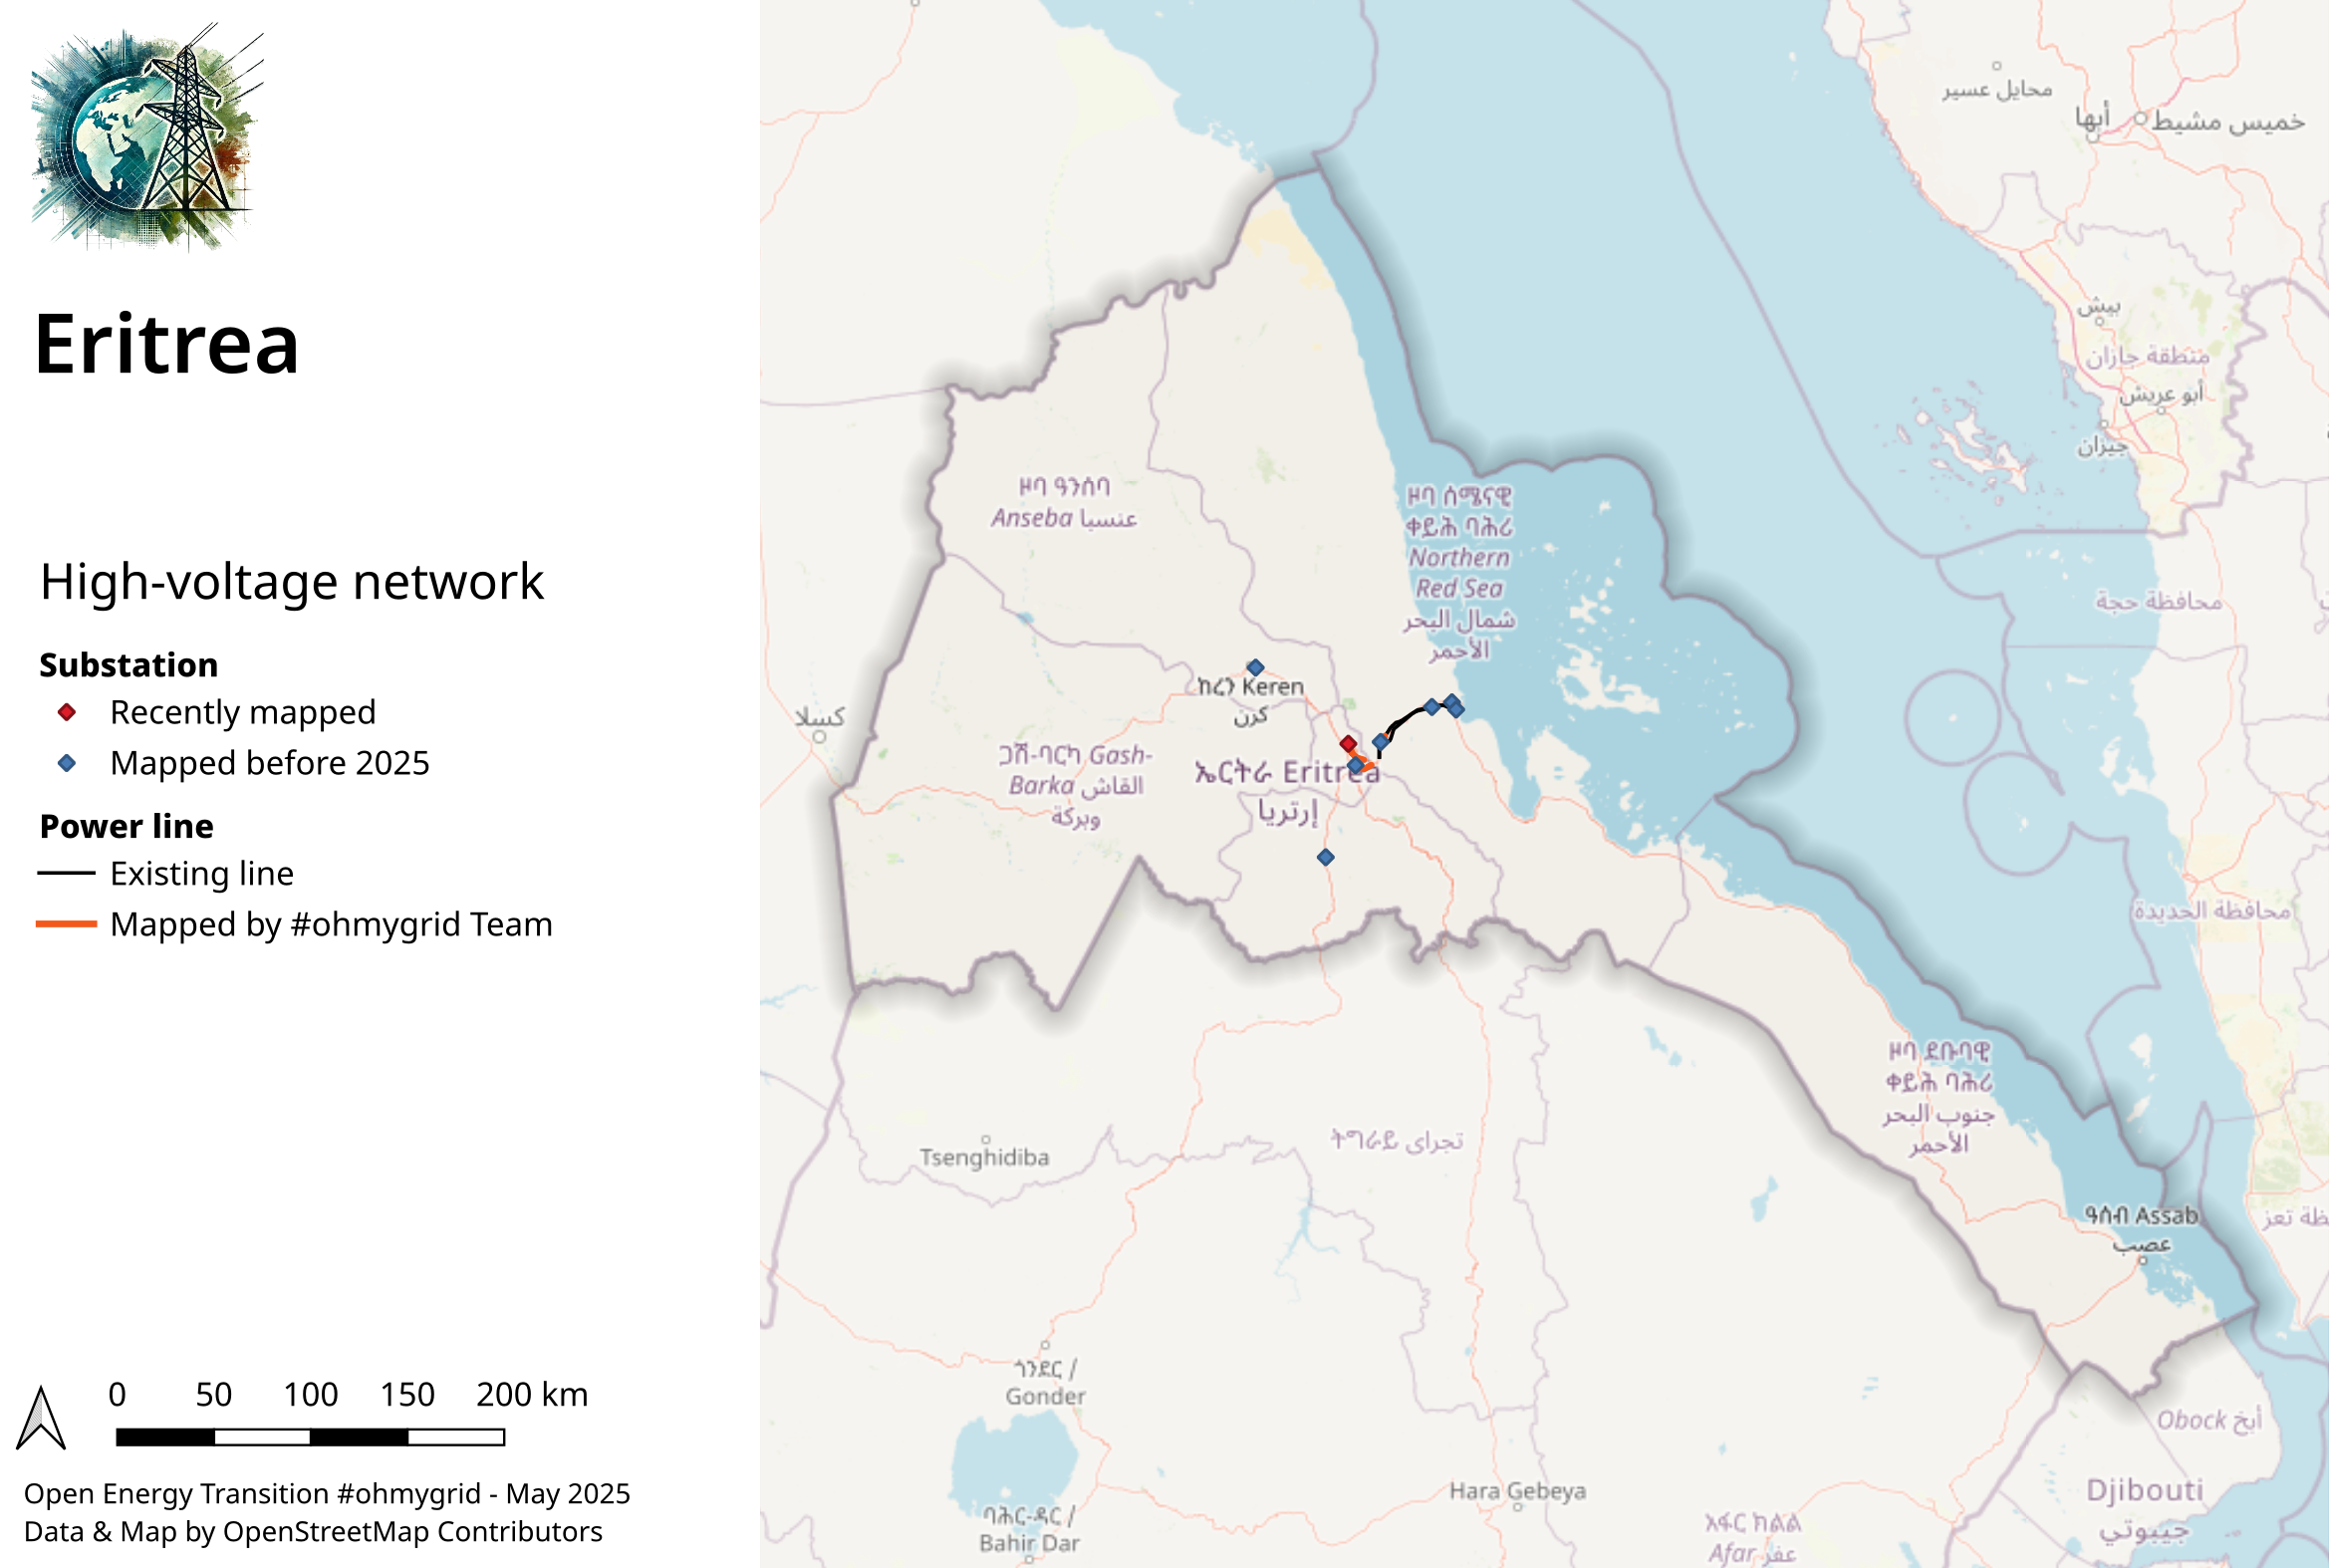 Eritrea
High-voltage network
Substation
Recently mapped
Mapped before 2025
Power line
Existing line
Mapped by #ohmygrid Team
0 50 100 150 200 km
Open Energy Transition #ohmygrid - May 2025
Data & Map by OpenStreetMap Contributors
محايل عسير
أبها
خميس مشيط
بيش
منطقة جازان
أبو عريش
جيزان
ዞባ ዓንሰባ
Anseba عنسبا
ዞባ ሰሜናዊ
ቀይሕ ባሕሪ
Northern
Red Sea
شمال البحر
الأحمر
محافظة حجة
ከረን Keren
كرن
كسلا
ጋሽ-ባርካ Gash-
Barka القاش
وبركة
ኤርትራ Eritrea
إرتريا
محافظة الحديدة
ዞባ ደቡባዊ
ቀይሕ ባሕሪ
جنوب البحر
الأحمر
Tsenghidiba
ትግራይ تجراي
ዓሰብ Assab
عصب
ጎንደር /
Gonder
Obock أبخ
Hara Gebeya
Djibouti
جيبوتي
ባሕር-ዳር /
Bahir Dar
አፋር ክልል
Afar عفر